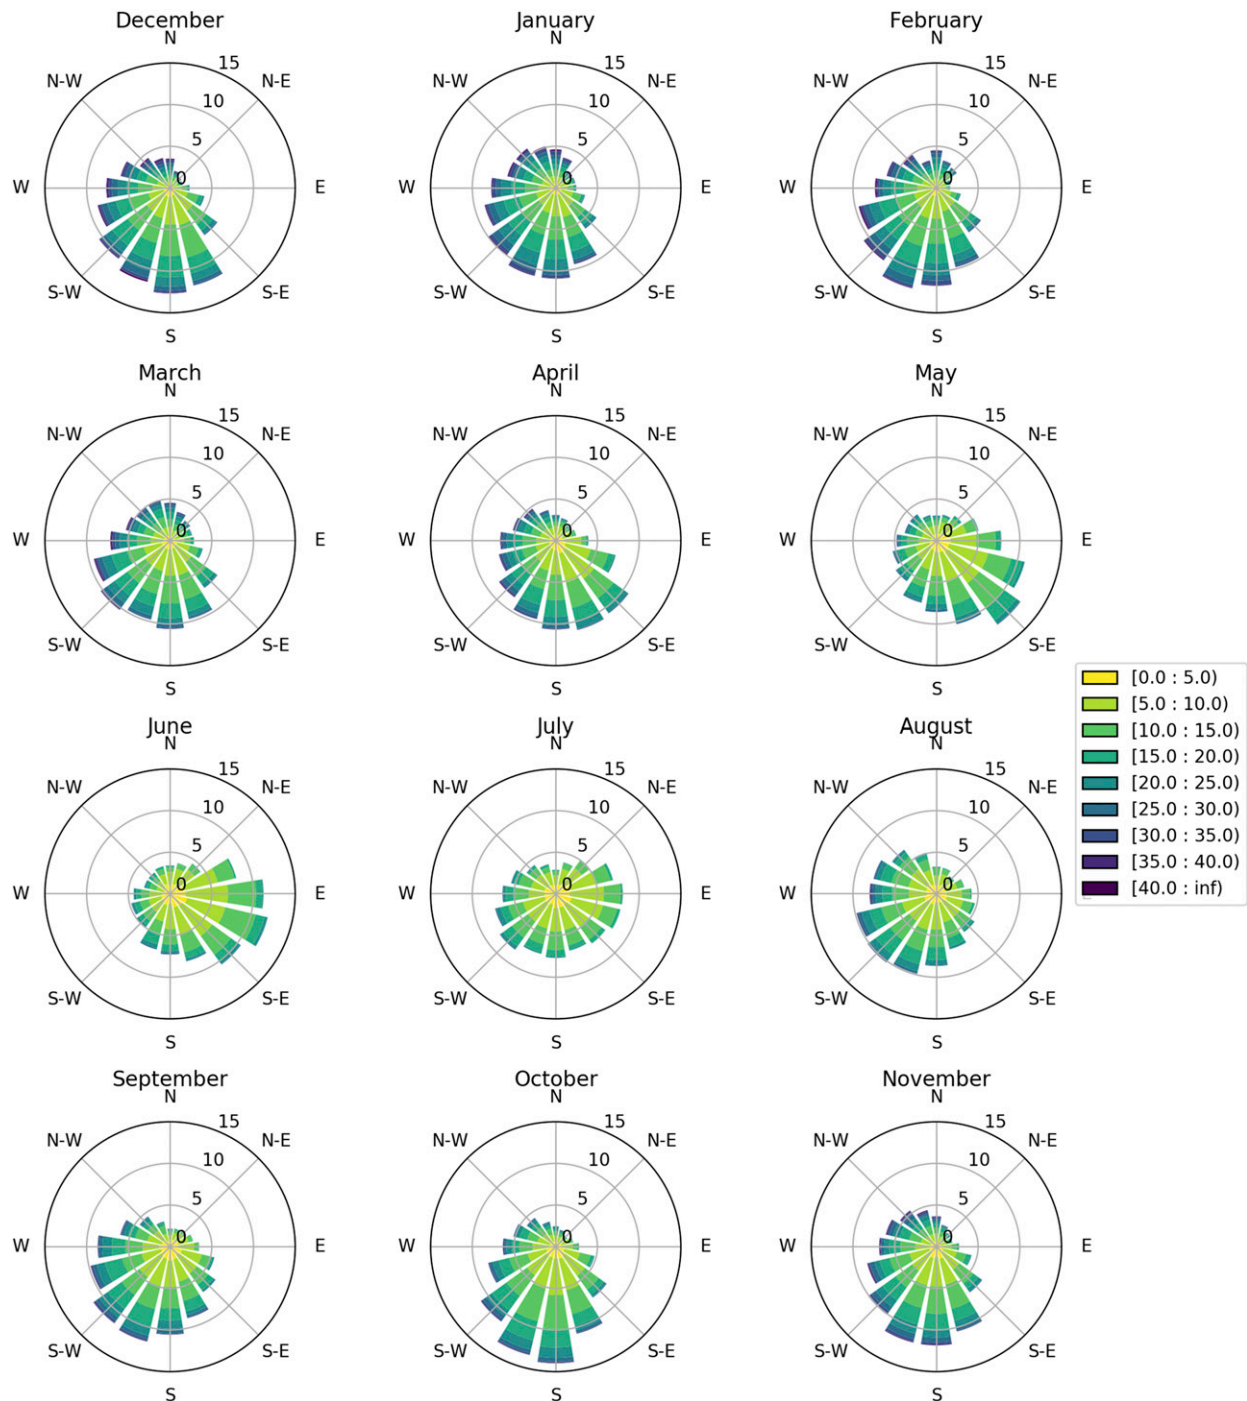 December
N
N-W
15
N-E
10
5
W
0
E
S-W
S-E
S
January
N
N-W
15
N-E
10
5
W
0
E
S-W
S-E
S
February
N
N-W
15
N-E
10
5
W
0
E
S-W
S-E
S
March
N
N-W
15
N-E
10
5
W
0
E
S-W
S-E
S
April
N
N-W
15
N-E
10
5
W
0
E
S-W
S-E
S
May
N
N-W
15
N-E
10
5
W
0
S-W
S-E
S
[0.0 : 5.0)
[5.0 : 10.0)
[10.0 : 15.0)
[15.0 : 20.0)
[20.0 : 25.0)
[25.0 : 30.0)
[30.0 : 35.0)
[35.0 : 40.0)
[40.0 : inf)
June
N
N-W
15
N-E
10
5
W
0
E
S-W
S-E
S
July
N
N-W
15
N-E
10
5
W
0
E
S-W
S-E
S
August
N
N-W
15
N-E
10
5
W
0
S-W
S-E
S
September
N
N-W
15
N-E
10
5
W
0
E
S-W
S-E
S
October
N
N-W
15
N-E
10
5
W
0
E
S-W
S-E
S
November
N
N-W
15
N-E
10
5
W
0
E
S-W
S-E
S